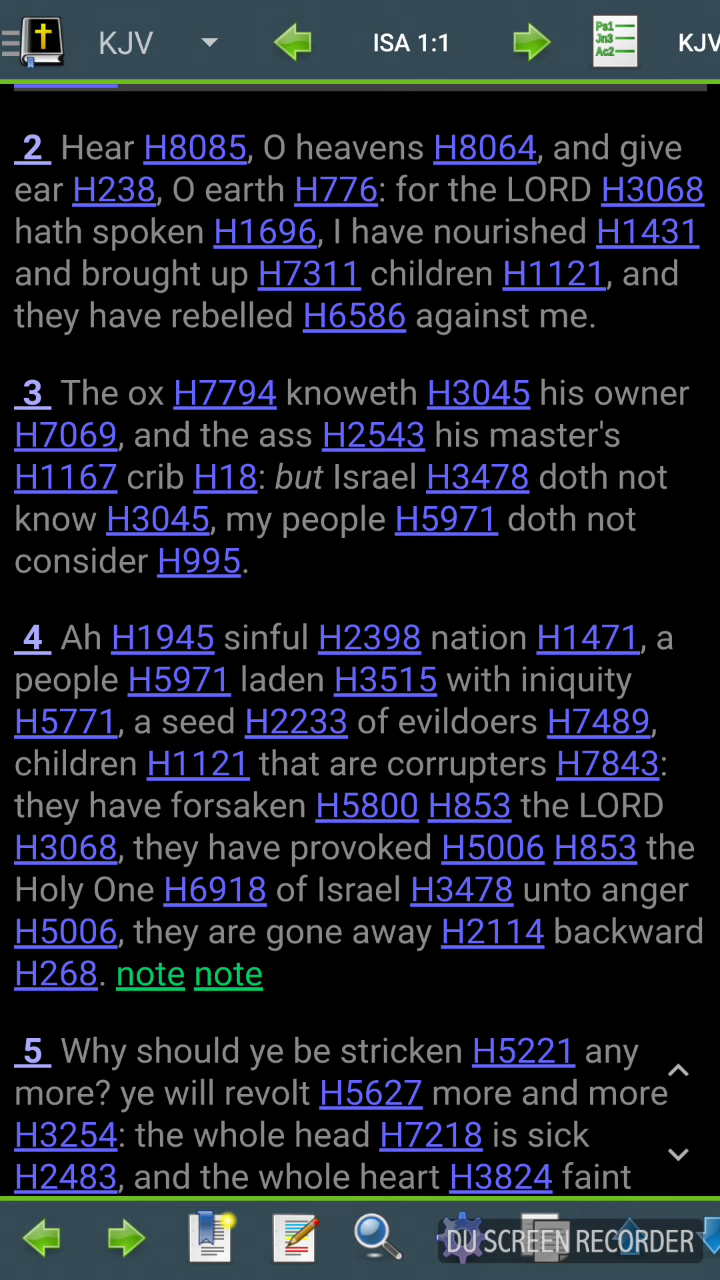 KJV ISA 1:1 Ps1 Jn3 Ac2 KJV
2 Hear H8085, O heavens H8064, and give
ear H238, O earth H776: for the LORD H3068
hath spoken H1696, I have nourished H1431
and brought up H7311 children H1121, and
they have rebelled H6586 against me.
3 The ox H7794 knoweth H3045 his owner
H7069, and the ass H2543 his master's
H1167 crib H18: but Israel H3478 doth not
know H3045, my people H5971 doth not
consider H995.
4 Ah H1945 sinful H2398 nation H1471, a
people H5971 laden H3515 with iniquity
H5771, a seed H2233 of evildoers H7489,
children H1121 that are corrupters H7843:
they have forsaken H5800 H853 the LORD
H3068, they have provoked H5006 H853 the
Holy One H6918 of Israel H3478 unto anger
H5006, they are gone away H2114 backward
H268. note note
5 Why should ye be stricken H5221 any
more? ye will revolt H5627 more and more
H3254: the whole head H7218 is sick
H2483, and the whole heart H3824 faint
DU SCREEN RECORDER